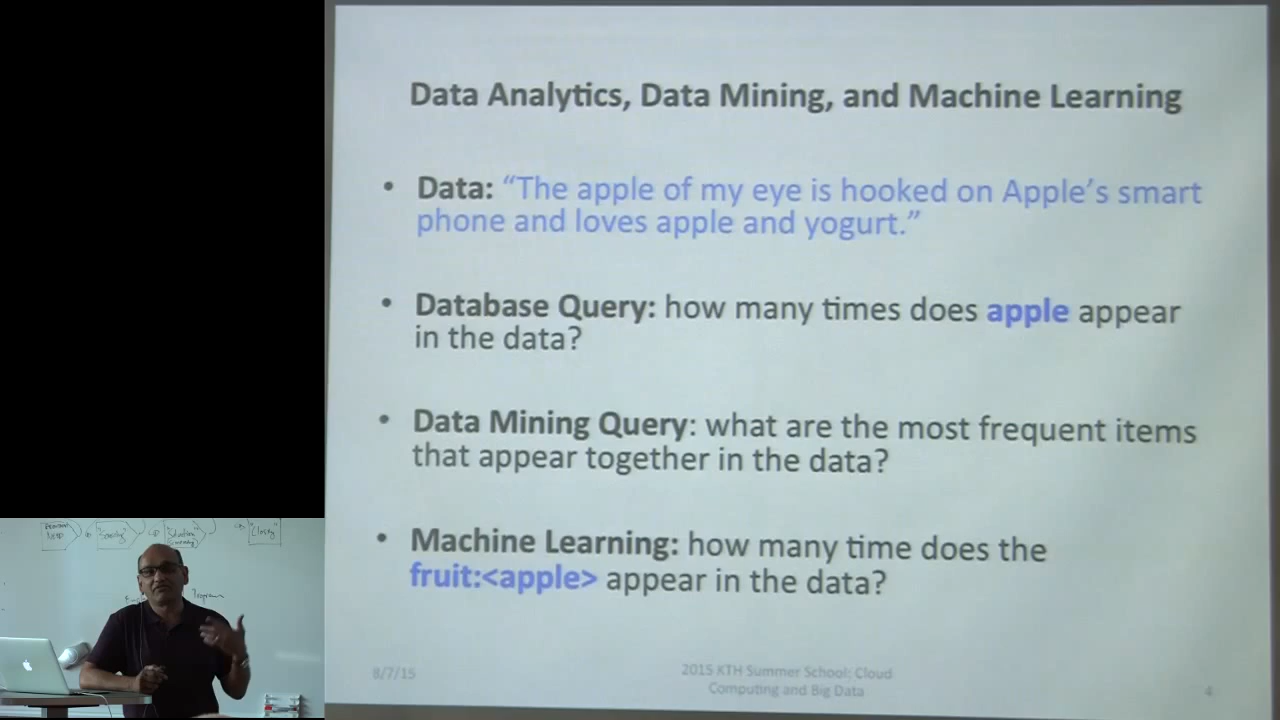 Data Analytics, Data Mining, and Machine Learning
• Data: “The apple of my eye is hooked on Apple’s smart
phone and loves apple and yogurt.”
• Database Query: how many times does apple appear
in the data?
• Data Mining Query: what are the most frequent items
that appear together in the data?
• Machine Learning: how many time does the
fruit:<apple> appear in the data?
8/7/15
2015 KTH Summer School: Cloud
Computing and Big Data
4
"Closing"
Program